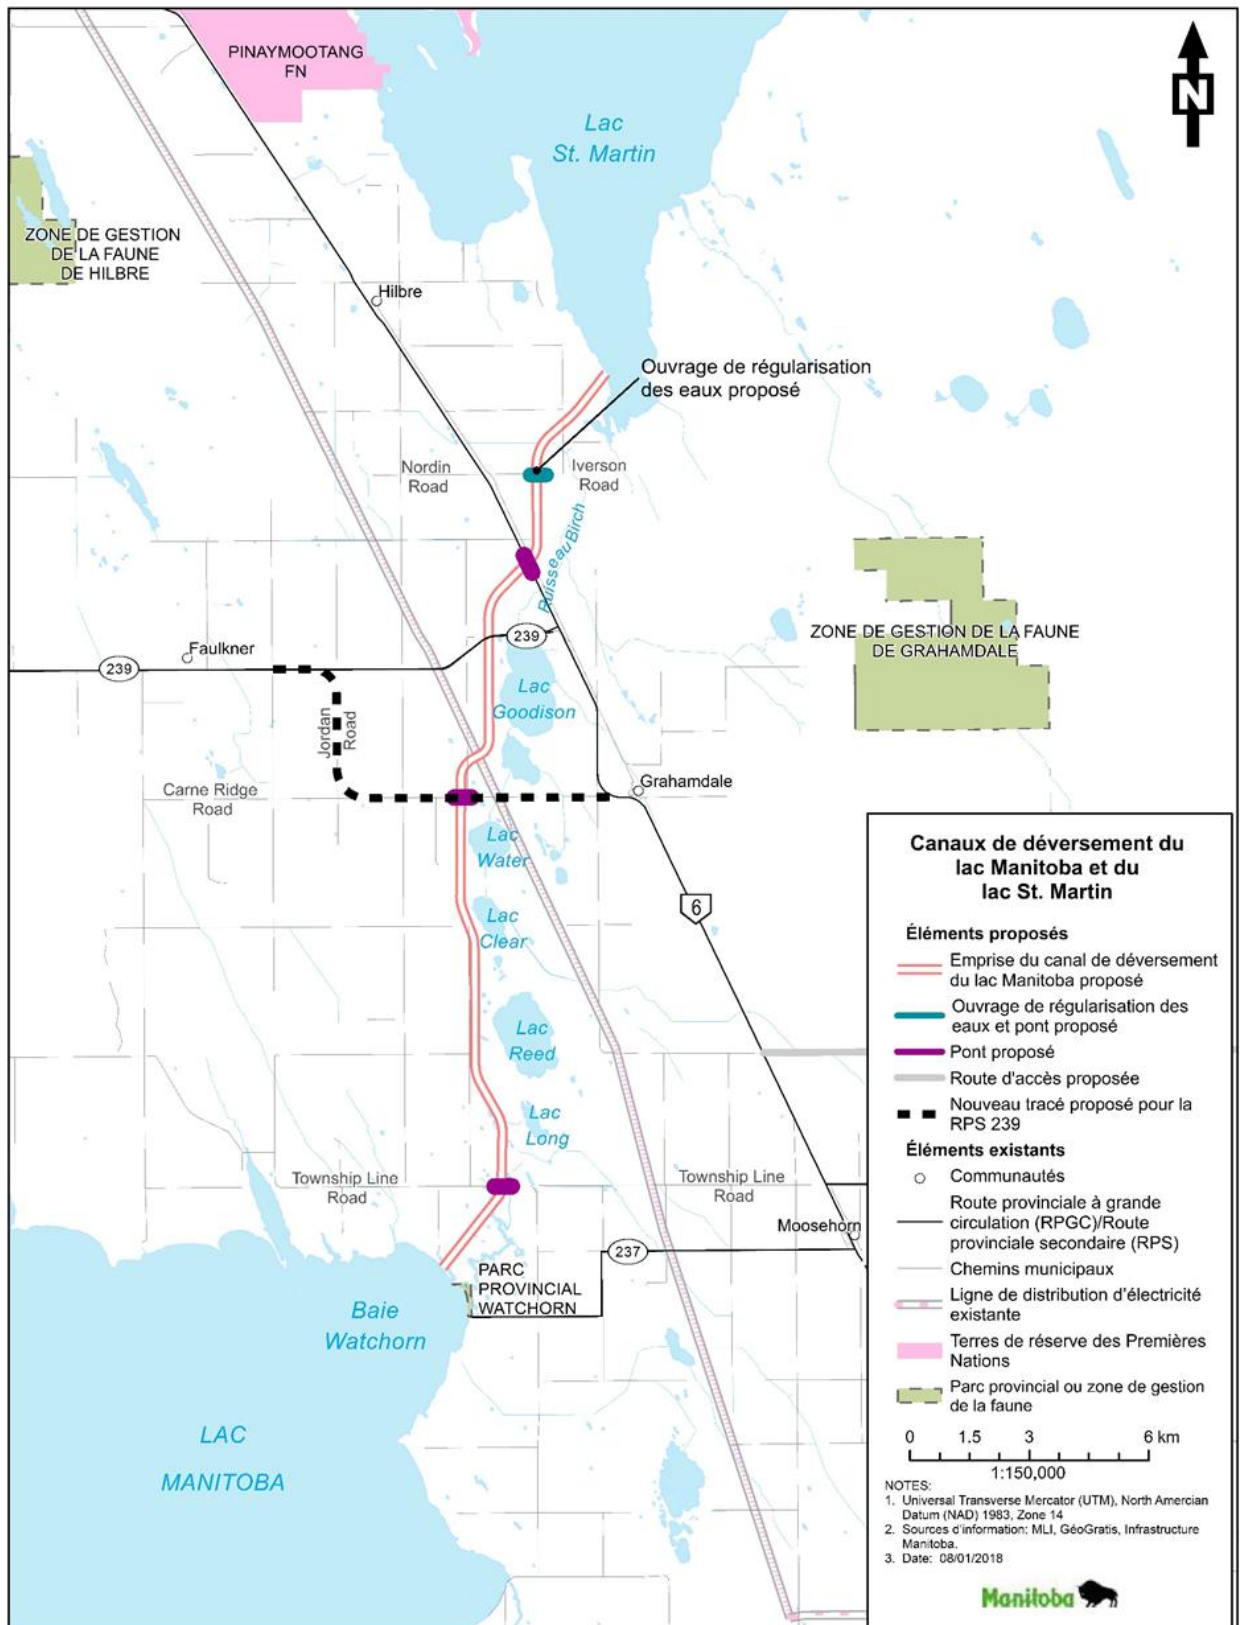 PINAYMOOTANG
FN
N
Lac
St. Martin
ZONE DE GESTION
DE LA FAUNE
DE HILBRE
Hilbre
Ouvrage de régularisation
des eaux proposé
Nordin
Road
Iverson
Road
Ruisseau Birch
239
Faulkner
239
ZONE DE GESTION DE LA FAUNE
DE GRAHAMDALE
Lac
Goodison
Jordan
Road
Carne Ridge
Road
Grahamdale
Lac
Water
6
Lac
Clear
Lac
Reed
Lac
Long
Township Line
Road
Township Line
Road
Moosehorn
237
PARC
PROVINCIAL
WATCHORN
Baie
Watchorn
LAC
MANITOBA
Canaux de déversement du
lac Manitoba et du
lac St. Martin
Éléments proposés
Emprise du canal de déversement
du lac Manitoba proposé
Ouvrage de régularisation des
eaux et pont proposé
Pont proposé
Route d'accès proposée
Nouveau tracé proposé pour la
RPS 239
Éléments existants
Communautés
Route provinciale à grande
circulation (RPGC)/Route
provinciale secondaire (RPS)
Chemins municipaux
Ligne de distribution d'électricité
existante
Terres de réserve des Premières
Nations
Parc provincial ou zone de gestion
de la faune
0 1.5 3 6 km
1:150,000
NOTES:
1. Universal Transverse Mercator (UTM), North Amercian
Datum (NAD) 1983, Zone 14
2. Sources d'information: MLI, GéoGratis, Infrastructure
Manitoba.
3. Date: 08/01/2018
Manitoba